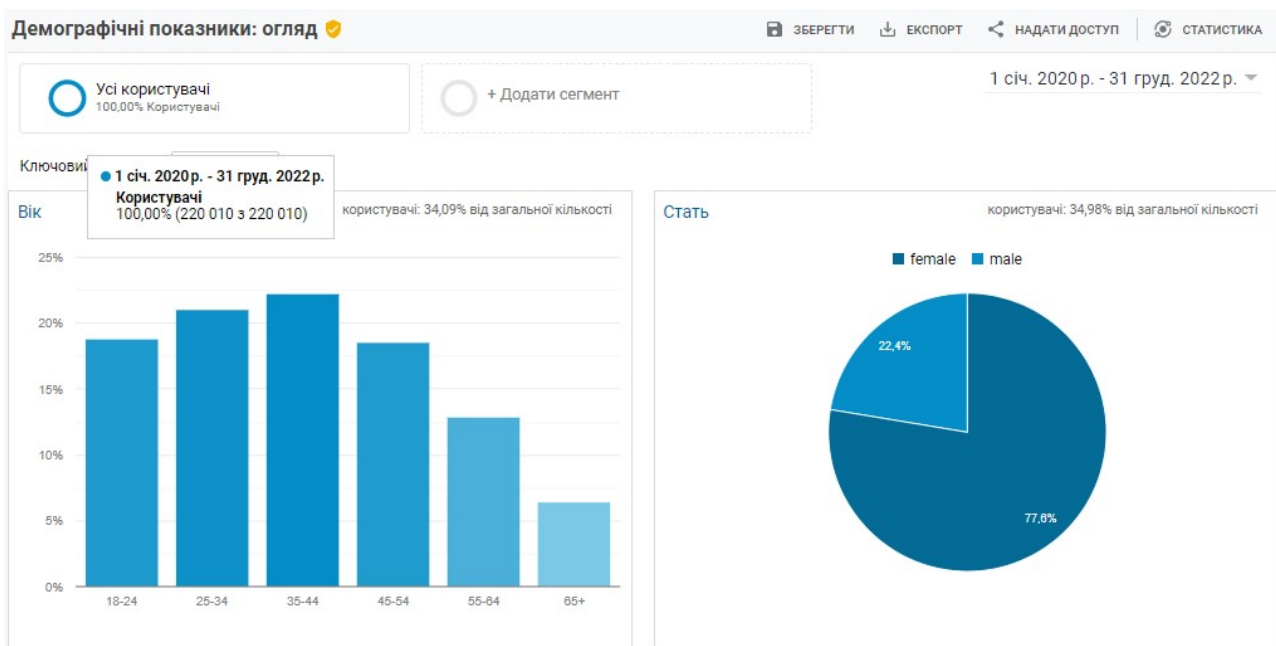 Демографічні показники: огляд
ЗБЕРЕГТИ
ЕКСПОРТ
НАДАТИ ДОСТУП
СТАТИСТИКА
Усі користувачі
100,00% Користувачі
+ Додати сегмент
1 січ. 2020 р. - 31 груд. 2022 р.
Ключовий
1 січ. 2020 р. - 31 груд. 2022 р.
Користувачі
100,00% (220 010 з 220 010)
Вік
користувачі: 34,09% від загальної кількості
25%
20%
15%
10%
5%
0%
18-24 25-34 35-44 45-54 55-64 65+
Стать
користувачі: 34,98% від загальної кількості
female male
22,4%
77,6%